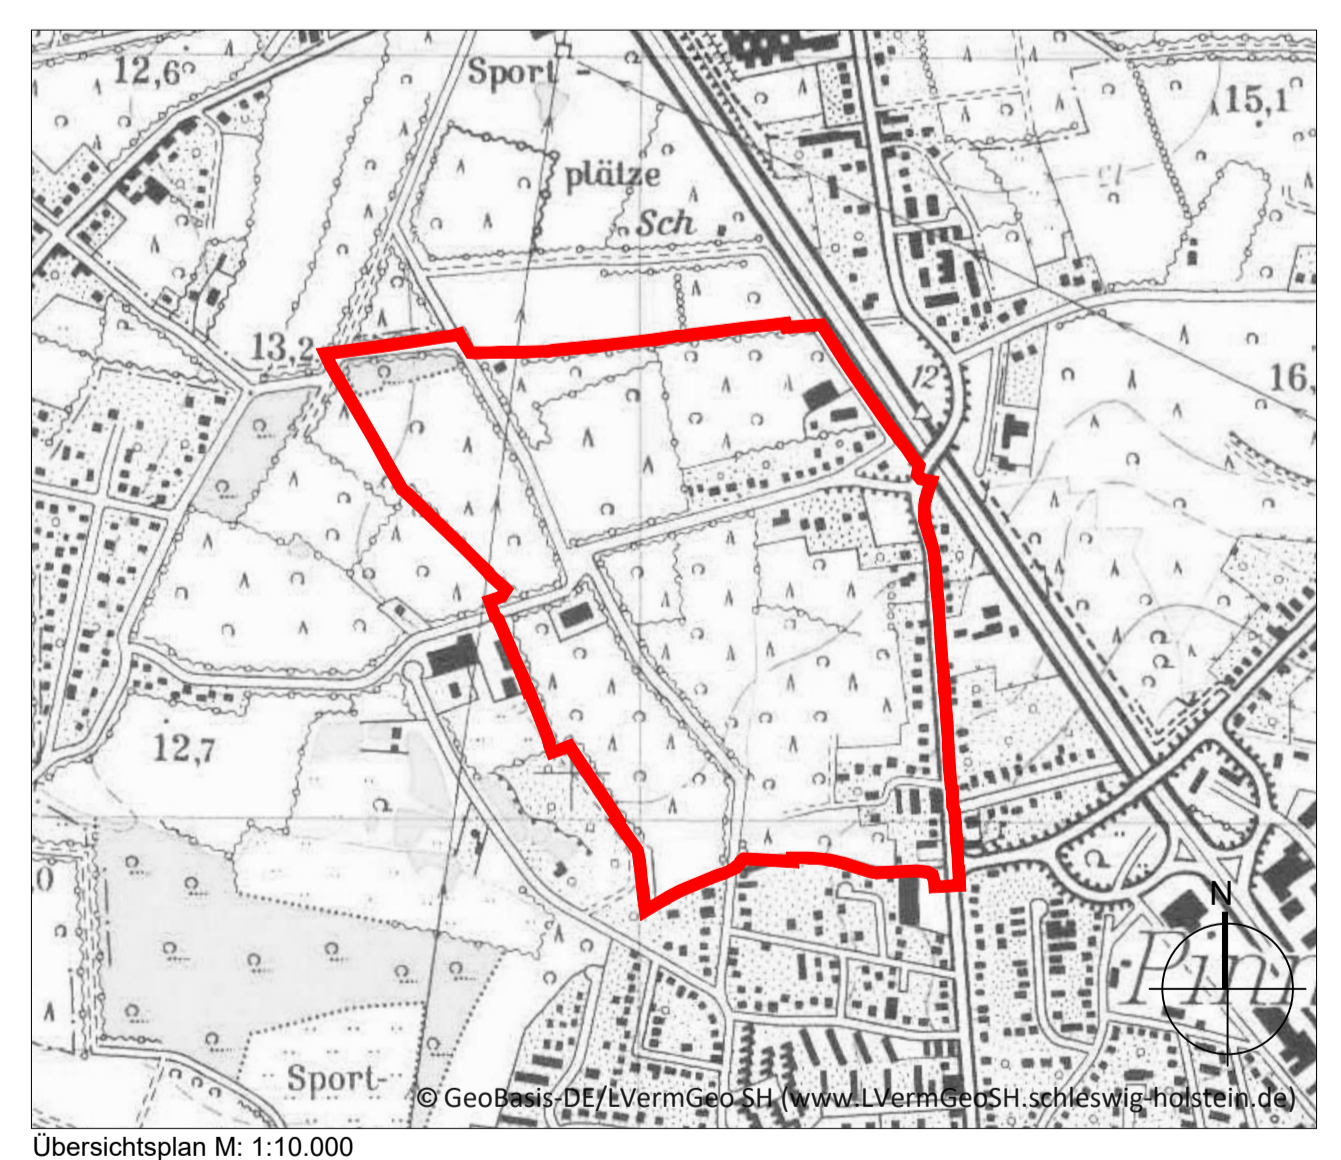 12,6
Sport -
15,1
plätze
Sch
13,2
12
16,
12,7
0
N
Pinn
Sport-
© GeoBasis-DE/LVermGeo SH (www.LVermGeoSH.schleswig-holstein.de)
Übersichtsplan M: 1:10.000